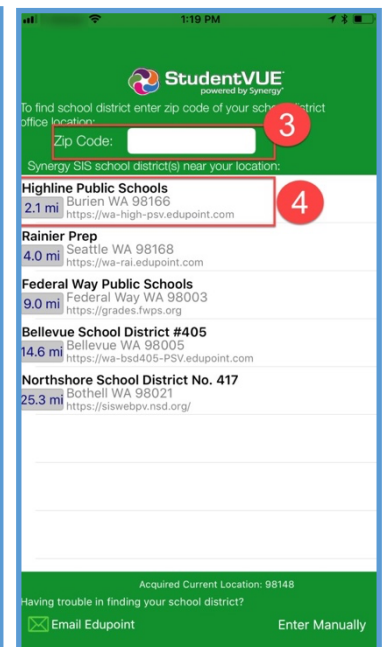 1:19 PM
StudentVUE
powered by Synergy
To find school district enter zip code of your school district
office location:
3
Zip Code:
Synergy SIS school district(s) near your location:
Highline Public Schools
2.1 mi Burien WA 98166
https://wa-high-psv.edupoint.com
4
Rainier Prep
4.0 mi Seattle WA 98168
https://wa-rai.edupoint.com
Federal Way Public Schools
9.0 mi Federal Way WA 98003
https://grades.fwps.org
Bellevue School District #405
14.6 mi Bellevue WA 98005
https://wa-bsd405-PSV.edupoint.com
Northshore School District No. 417
25.3 mi Bothell WA 98021
https://siswebpv.nsd.org/
Acquired Current Location: 98148
Having trouble in finding your school district?
Email Edupoint Enter Manually